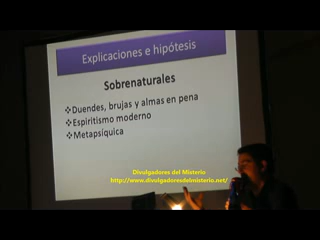 Explicaciones e hipótesis
Sobrenaturales
❖Duendes, brujas y almas en pena
❖Espiritismo moderno
❖Metapsíquica
Divulgadores del Misterio
http://www.divulgadoresdelmisterio.net/